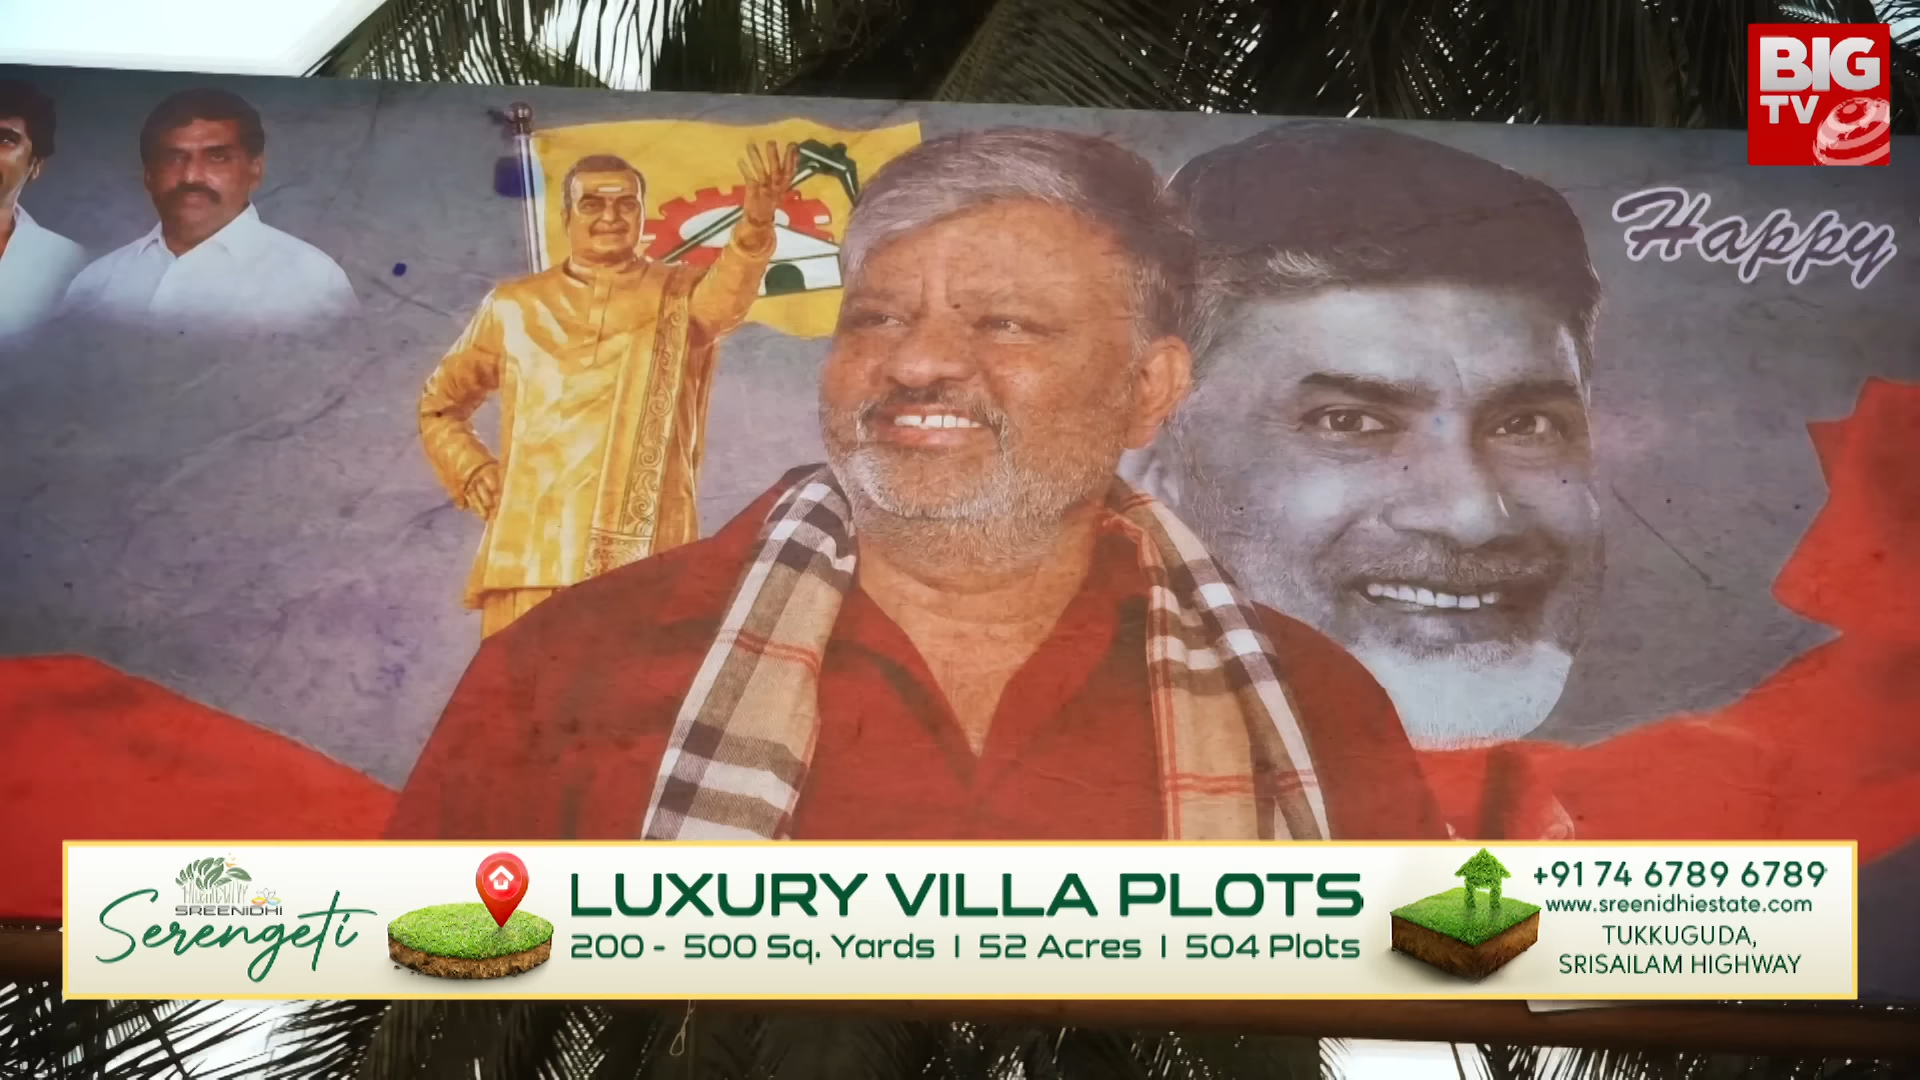 BIG
TV
Happy
SREENIDHI
Serengeti
LUXURY VILLA PLOTS
200 - 500 Sq. Yards I 52 Acres I 504 Plots
+91 74 6789 6789
www.sreenidhiestate.com
TUKKUGUDA,
SRISAILAM HIGHWAY